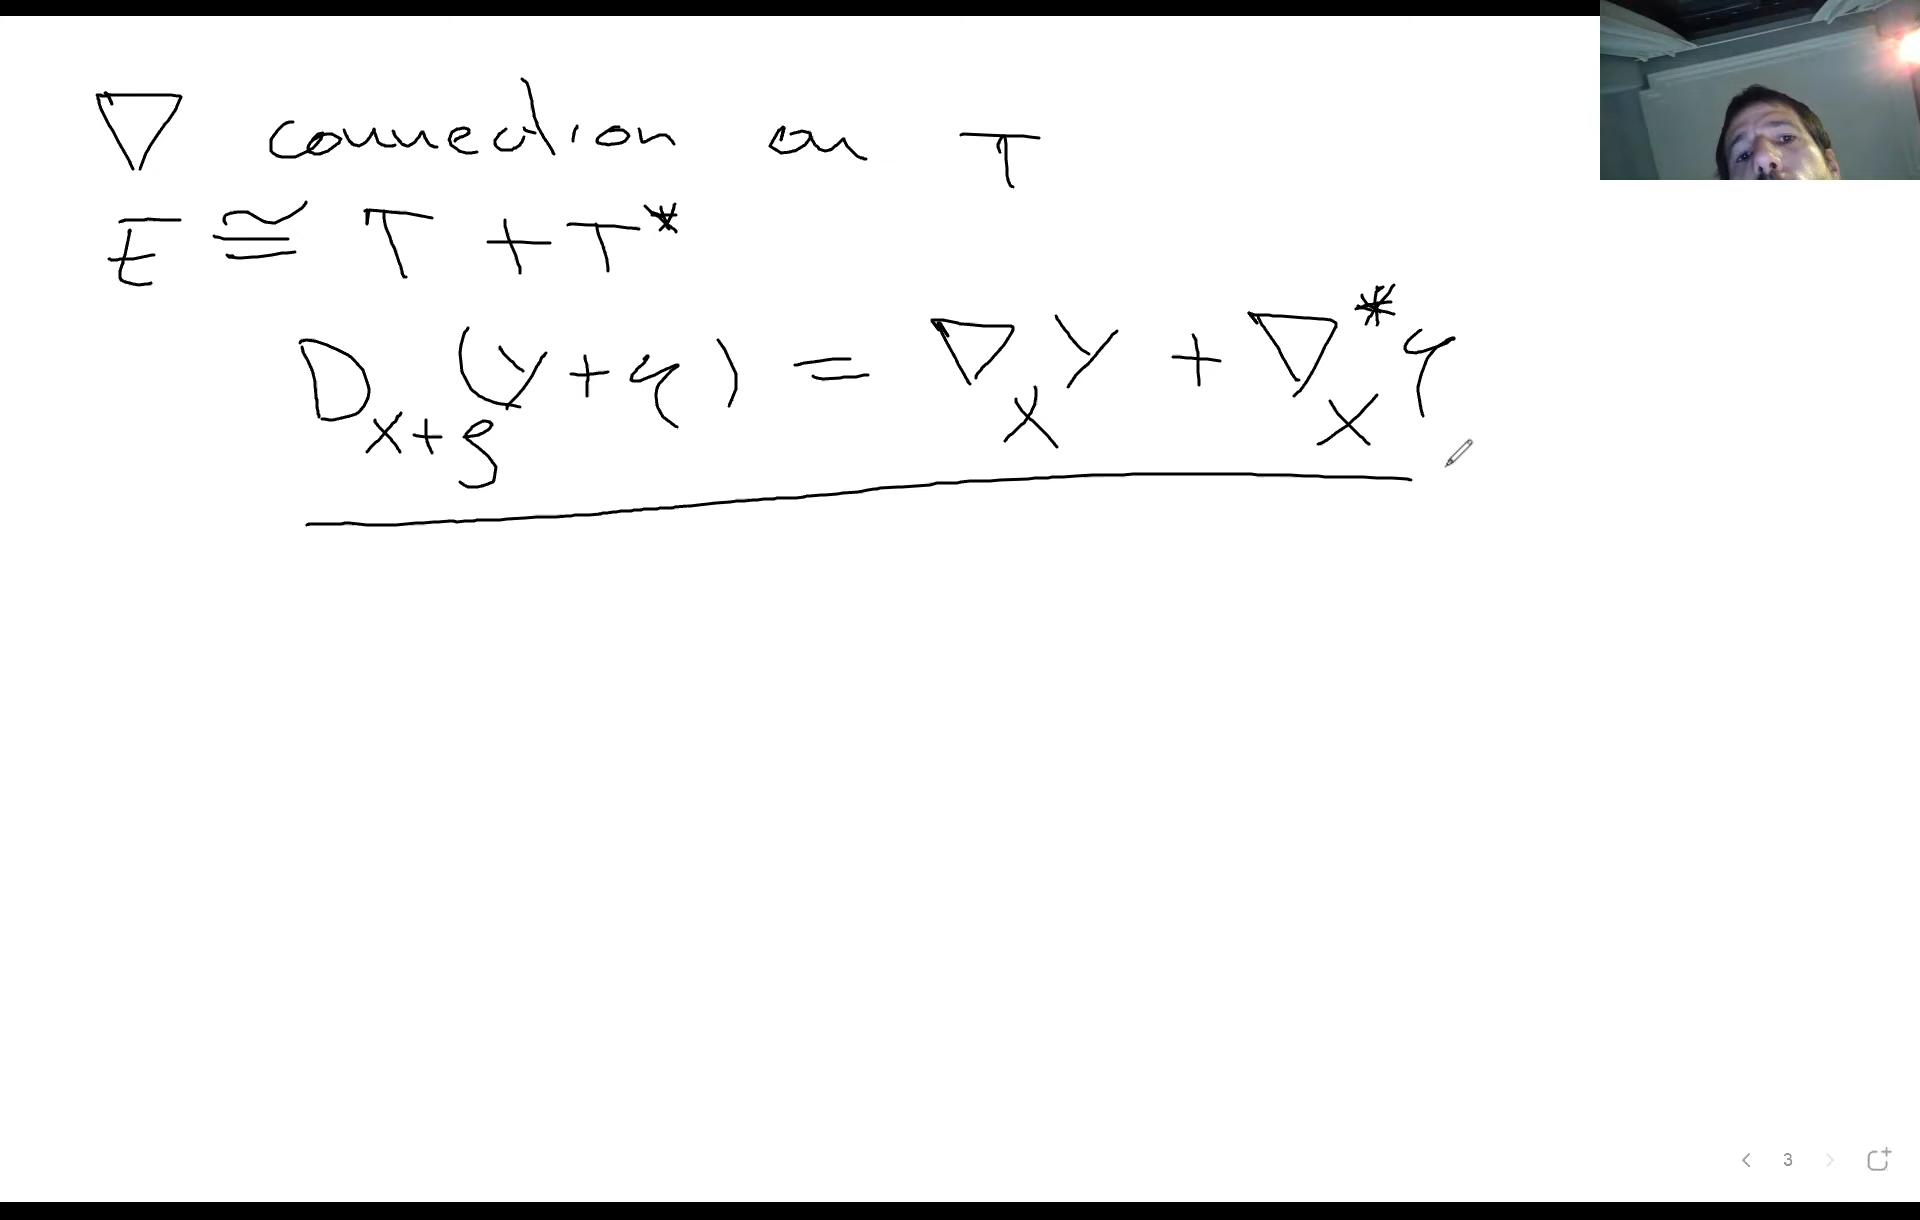 ∇ connection on T
E ≅ T + T*
D_{X+ξ}(Y+η) = ∇_X Y + ∇*_X η
3